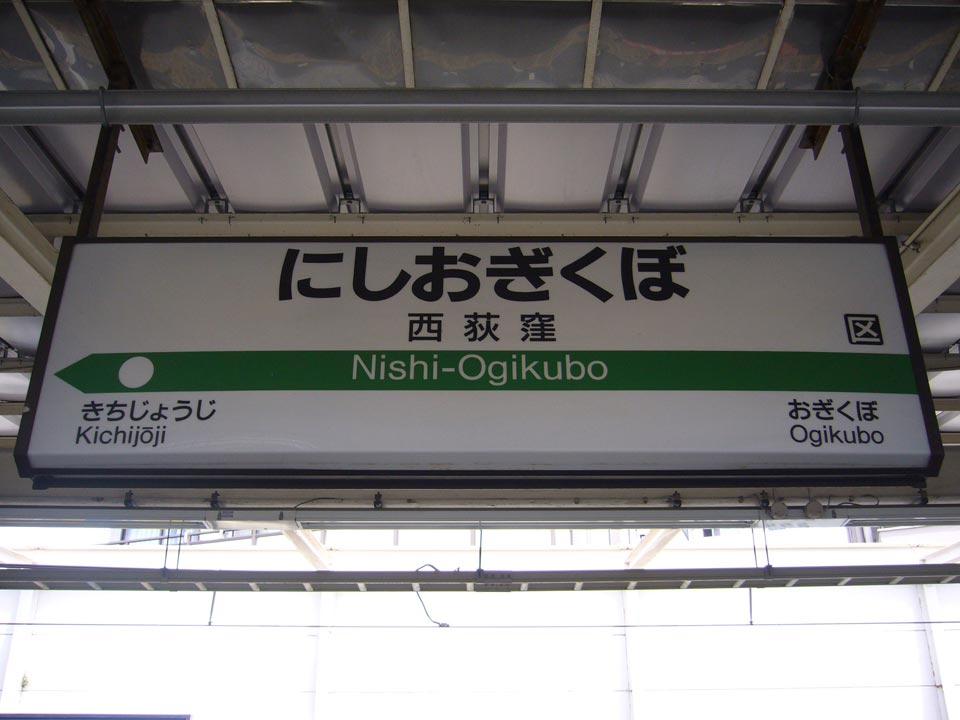 にしおぎくぼ
西荻窪
区
Nishi-Ogikubo
きちじょうじ
Kichijōji
おぎくぼ
Ogikubo